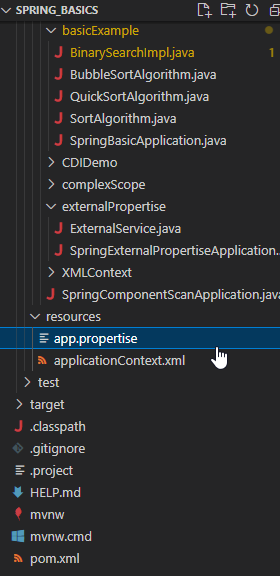 SPRING_BASICS
basicExample
BinarySearchImpl.java 1
BubbleSortAlgorithm.java
QuickSortAlgorithm.java
SortAlgorithm.java
SpringBasicApplication.java
CDIDemo
complexScope
externalPropertise
ExternalService.java
SpringExternalPropertiseApplication...
XMLContext
SpringComponentScanApplication.java
resources
app.propertise
applicationContext.xml
test
target
.classpath
.gitignore
.project
HELP.md
mvnw
mvnw.cmd
pom.xml